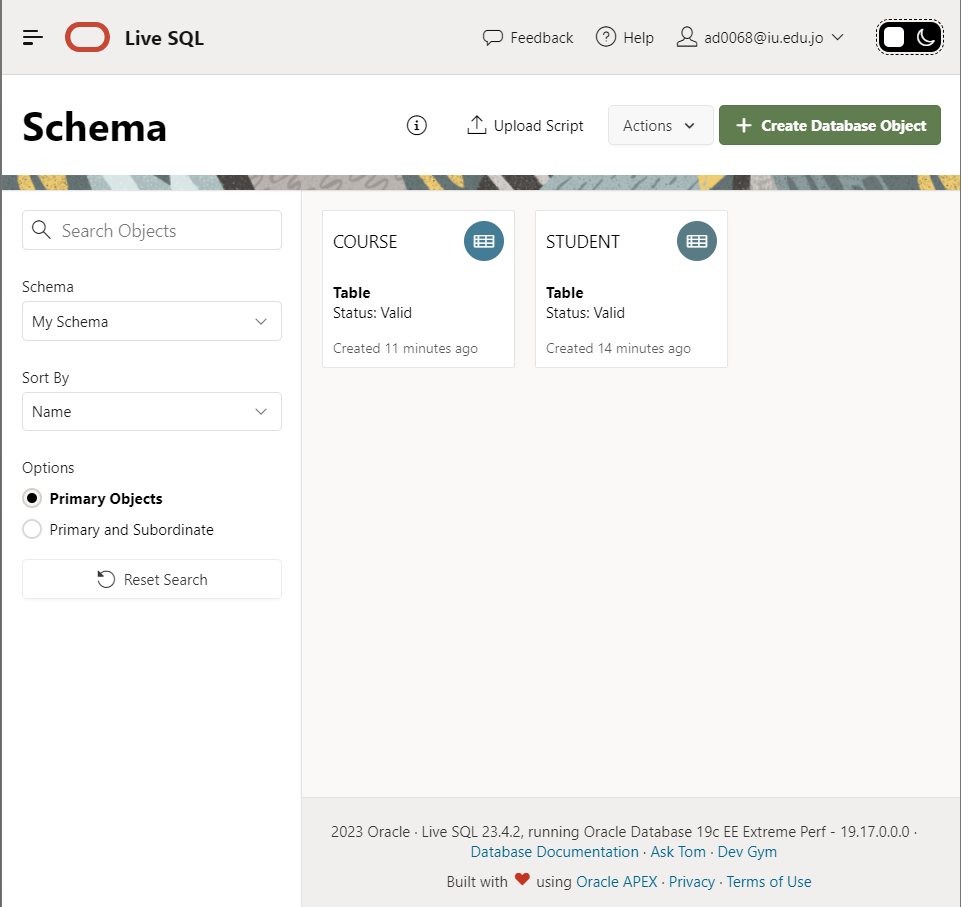 Live SQL
Feedback
Help
ad0068@iu.edu.jo
Schema
Upload Script
Actions
Create Database Object
Search Objects
Schema
My Schema
Sort By
Name
Options
Primary Objects
Primary and Subordinate
Reset Search
COURSE
Table
Status: Valid
Created 11 minutes ago
STUDENT
Table
Status: Valid
Created 14 minutes ago
2023 Oracle · Live SQL 23.4.2, running Oracle Database 19c EE Extreme Perf - 19.17.0.0.0 ·
Database Documentation · Ask Tom · Dev Gym
Built with ❤ using Oracle APEX · Privacy · Terms of Use